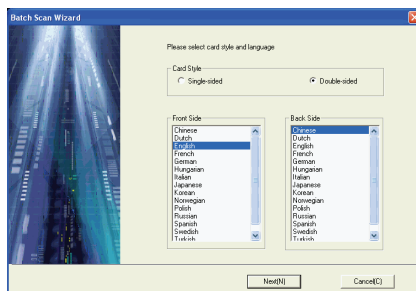 Batch Scan Wizard
Please select card style and language
Card Style
Single-sided
Double-sided
Front Side
Chinese
Dutch
English
French
German
Hungarian
Italian
Japanese
Korean
Norwegian
Polish
Russian
Spanish
Swedish
Turkish
Back Side
Chinese
Dutch
English
French
German
Hungarian
Italian
Japanese
Korean
Norwegian
Polish
Russian
Spanish
Swedish
Turkish
Next(N)
Cancel(C)